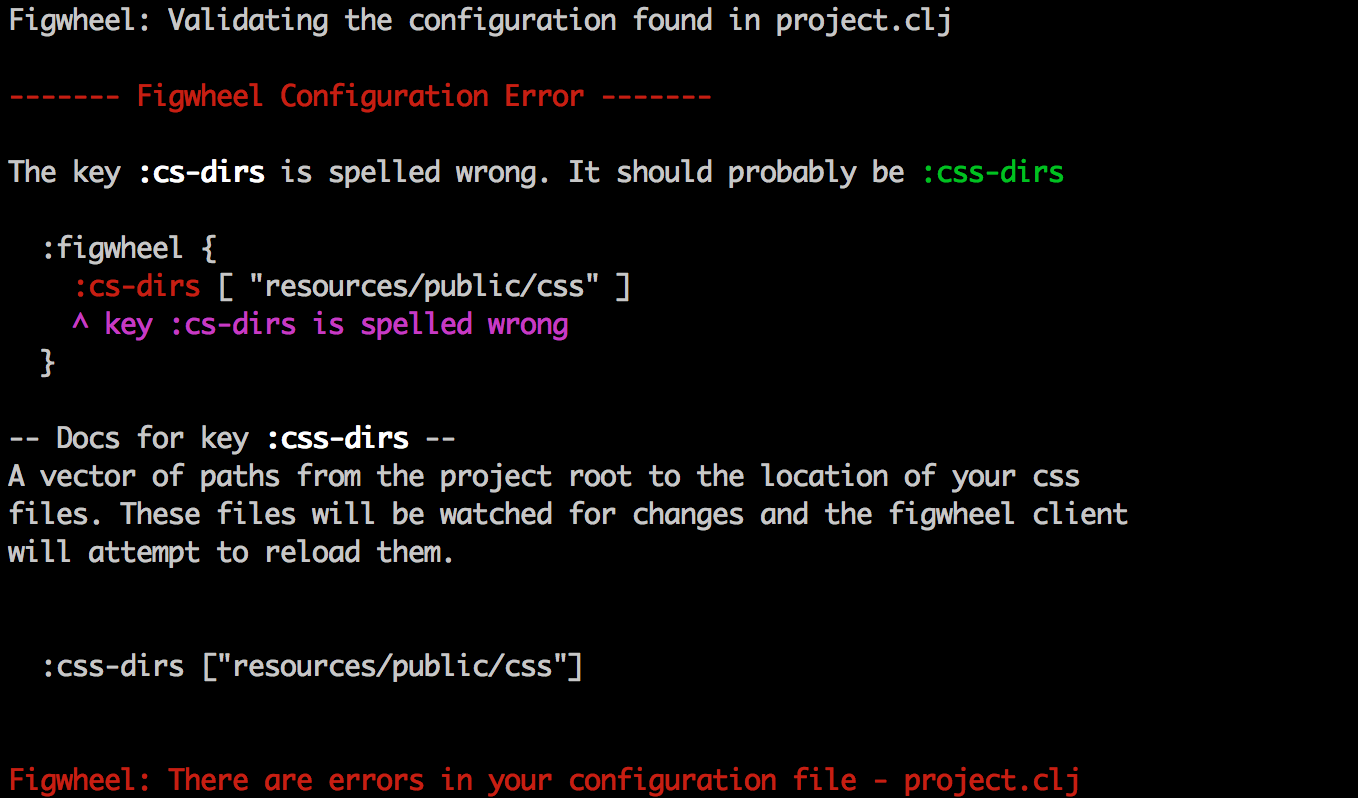 Figwheel: Validating the configuration found in project.clj
------- Figwheel Configuration Error -------
The key :cs-dirs is spelled wrong. It should probably be :css-dirs
:figwheel {
:cs-dirs [ "resources/public/css" ]
^ key :cs-dirs is spelled wrong
}
-- Docs for key :css-dirs --
A vector of paths from the project root to the location of your css
files. These files will be watched for changes and the figwheel client
will attempt to reload them.
:css-dirs ["resources/public/css"]
Figwheel: There are errors in your configuration file - project.clj